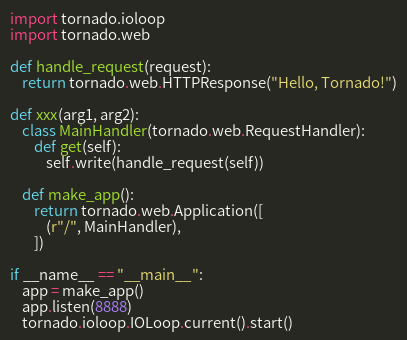 import tornado.ioloop
import tornado.web

def handle_request(request):
    return tornado.web.HTTPResponse("Hello, Tornado!")

def xxx(arg1, arg2):
    class MainHandler(tornado.web.RequestHandler):
        def get(self):
            self.write(handle_request(self))

    def make_app():
        return tornado.web.Application([
            (r"/", MainHandler),
        ])

if __name__ == "__main__":
    app = make_app()
    app.listen(8888)
    tornado.ioloop.IOLoop.current().start()